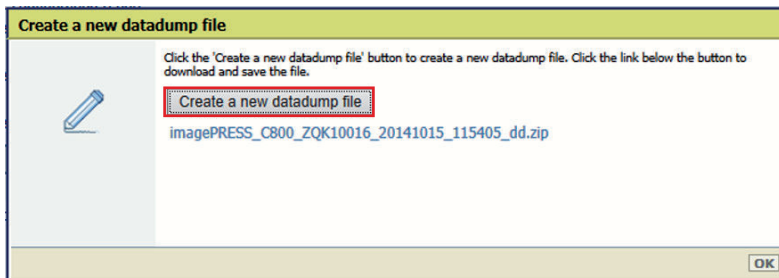 Create a new datadump file
Click the 'Create a new datadump file' button to create a new datadump file. Click the link below the button to
download and save the file.
Create a new datadump file
imagePRESS_C800_ZQK10016_20141015_115405_dd.zip
OK